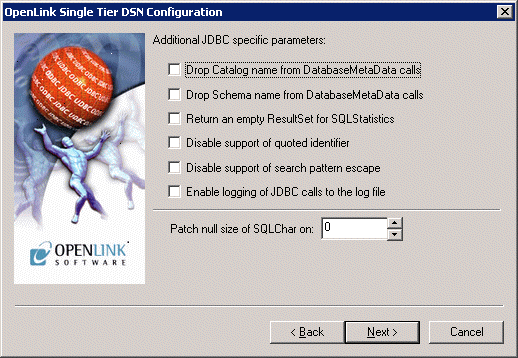 OpenLink Single Tier DSN Configuration
Additional JDBC specific parameters:
Drop Catalog name from DatabaseMetaData calls
Drop Schema name from DatabaseMetaData calls
Return an empty ResultSet for SQLStatistics
Disable support of quoted identifier
Disable support of search pattern escape
Enable logging of JDBC calls to the log file
Patch null size of SQLChar on: 0
OPENLINK
SOFTWARE
< Back
Next >
Cancel